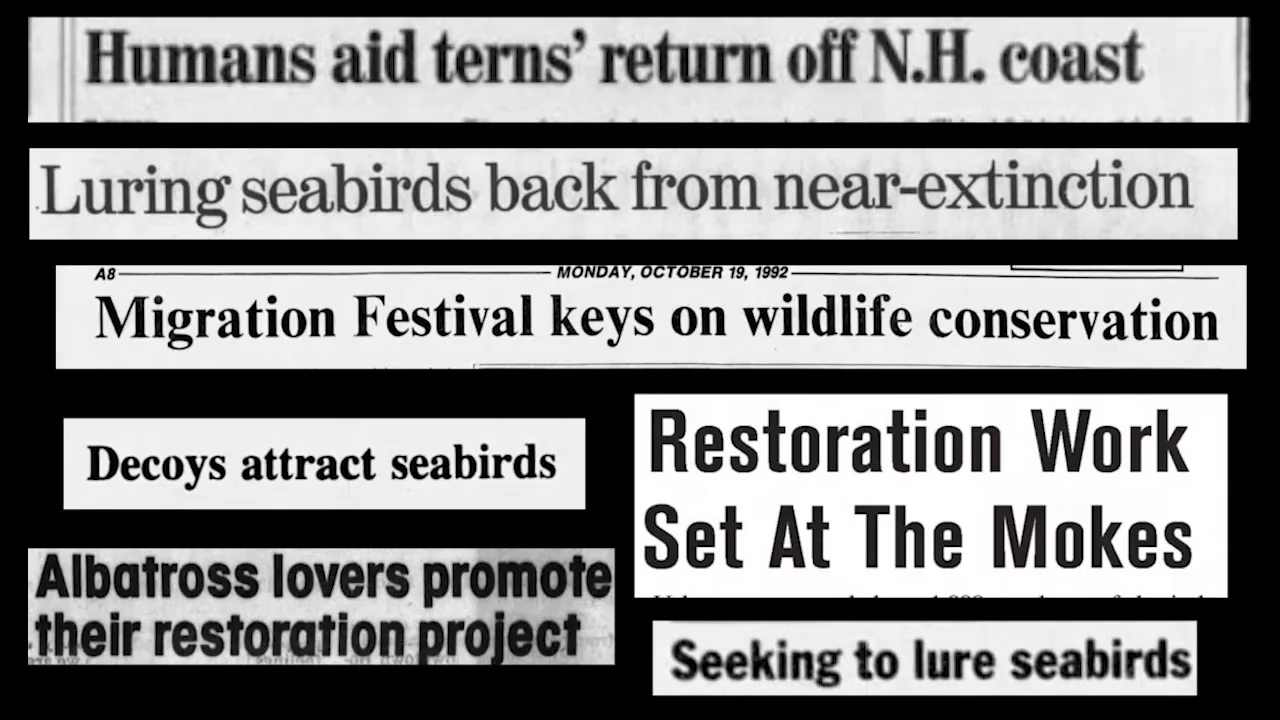 Humans aid terns' return off N.H. coast
Luring seabirds back from near-extinction
A8 MONDAY, OCTOBER 19, 1992
Migration Festival keys on wildlife conservation
Decoys attract seabirds
Restoration Work
Set At The Mokes
Albatross lovers promote
their restoration project
Seeking to lure seabirds